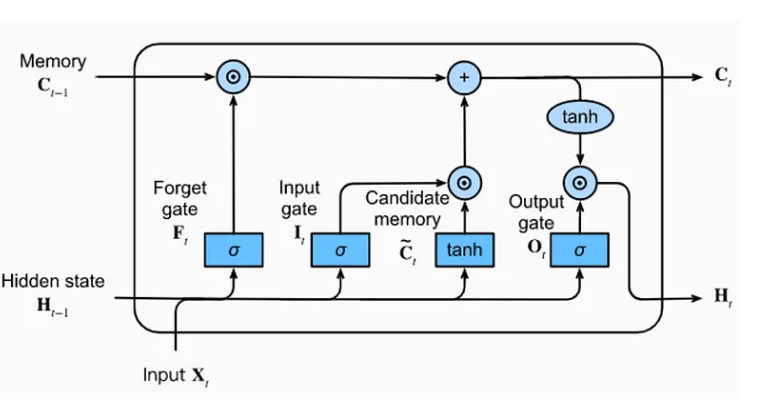 Memory
C_{t−1}
⊙
+
C_t
tanh
Forget
gate
F_t
Input
gate
I_t
Candidate
memory
C̃_t
⊙
Output
gate
O_t
⊙
σ
σ
tanh
σ
Hidden state
H_{t−1}
H_t
Input X_t